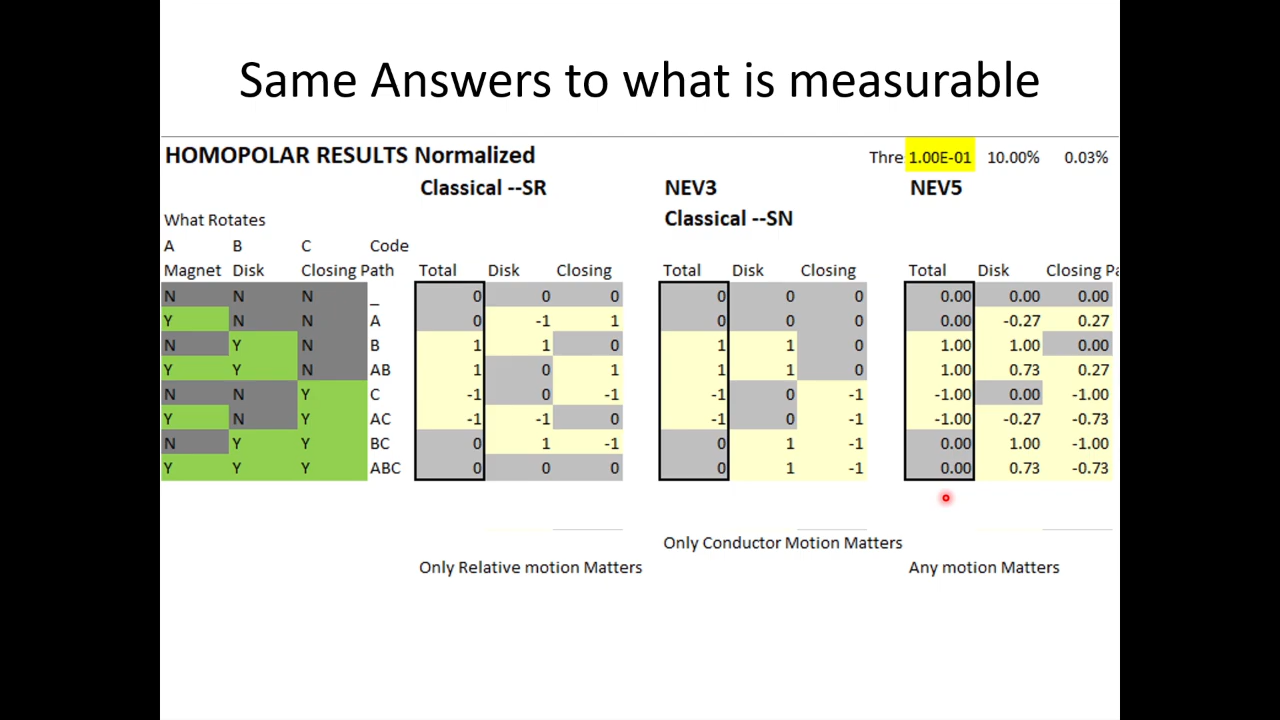 Same Answers to what is measurable
HOMOPOLAR RESULTS Normalized Thre 1.00E-01 10.00% 0.03%
Classical --SR NEV3 NEV5
What Rotates Classical --SN
A B C Code
Magnet Disk Closing Path Total Disk Closing Total Disk Closing Total Disk Closing Pa
N N N _ 0 0 0 0 0 0 0.00 0.00 0.00
Y N N A 0 -1 1 0 0 0 0.00 -0.27 0.27
N Y N B 1 1 0 1 1 0 1.00 1.00 0.00
Y Y N AB 1 0 1 1 1 0 1.00 0.73 0.27
N N Y C -1 0 -1 -1 0 -1 -1.00 0.00 -1.00
Y N Y AC -1 -1 0 -1 0 -1 -1.00 -0.27 -0.73
N Y Y BC 0 1 -1 0 1 -1 0.00 1.00 -1.00
Y Y Y ABC 0 0 0 0 1 -1 0.00 0.73 -0.73
Only Conductor Motion Matters
Only Relative motion Matters Any motion Matters